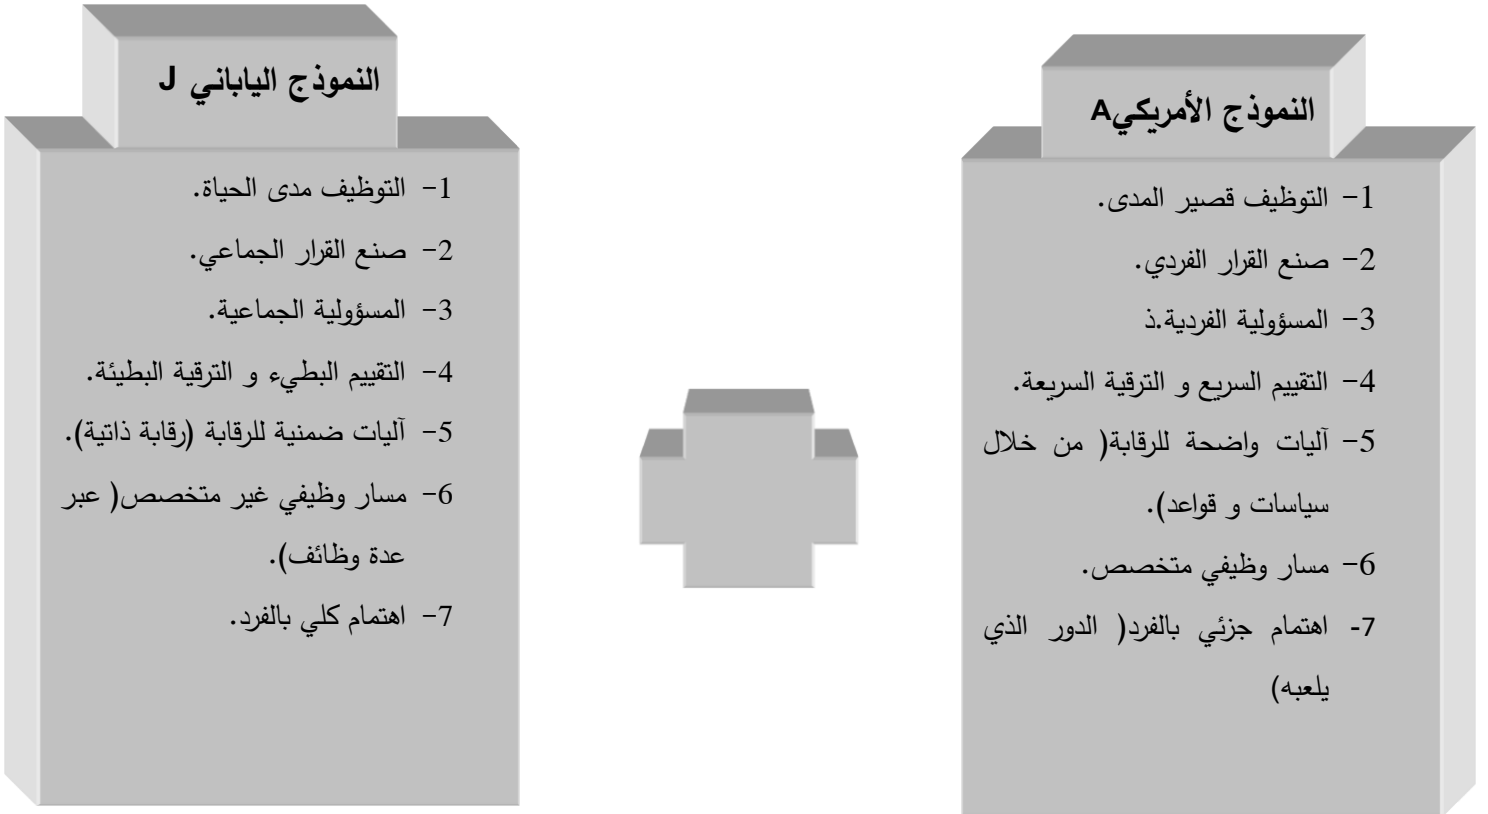 النموذج الأمريكيA
1- التوظيف قصير المدى.
2- صنع القرار الفردي.
3- المسؤولية الفردية.ذ
4- التقييم السريع و الترقية السريعة.
5- آليات واضحة للرقابة( من خلال
سياسات و قواعد).
6- مسار وظيفي متخصص.
7- اهتمام جزئي بالفرد( الدور الذي
يلعبه)
النموذج الياباني J
1- التوظيف مدى الحياة.
2- صنع القرار الجماعي.
3- المسؤولية الجماعية.
4- التقييم البطيء و الترقية البطيئة.
5- آليات ضمنية للرقابة (رقابة ذاتية).
6- مسار وظيفي غير متخصص( عبر
عدة وظائف).
7- اهتمام كلي بالفرد.